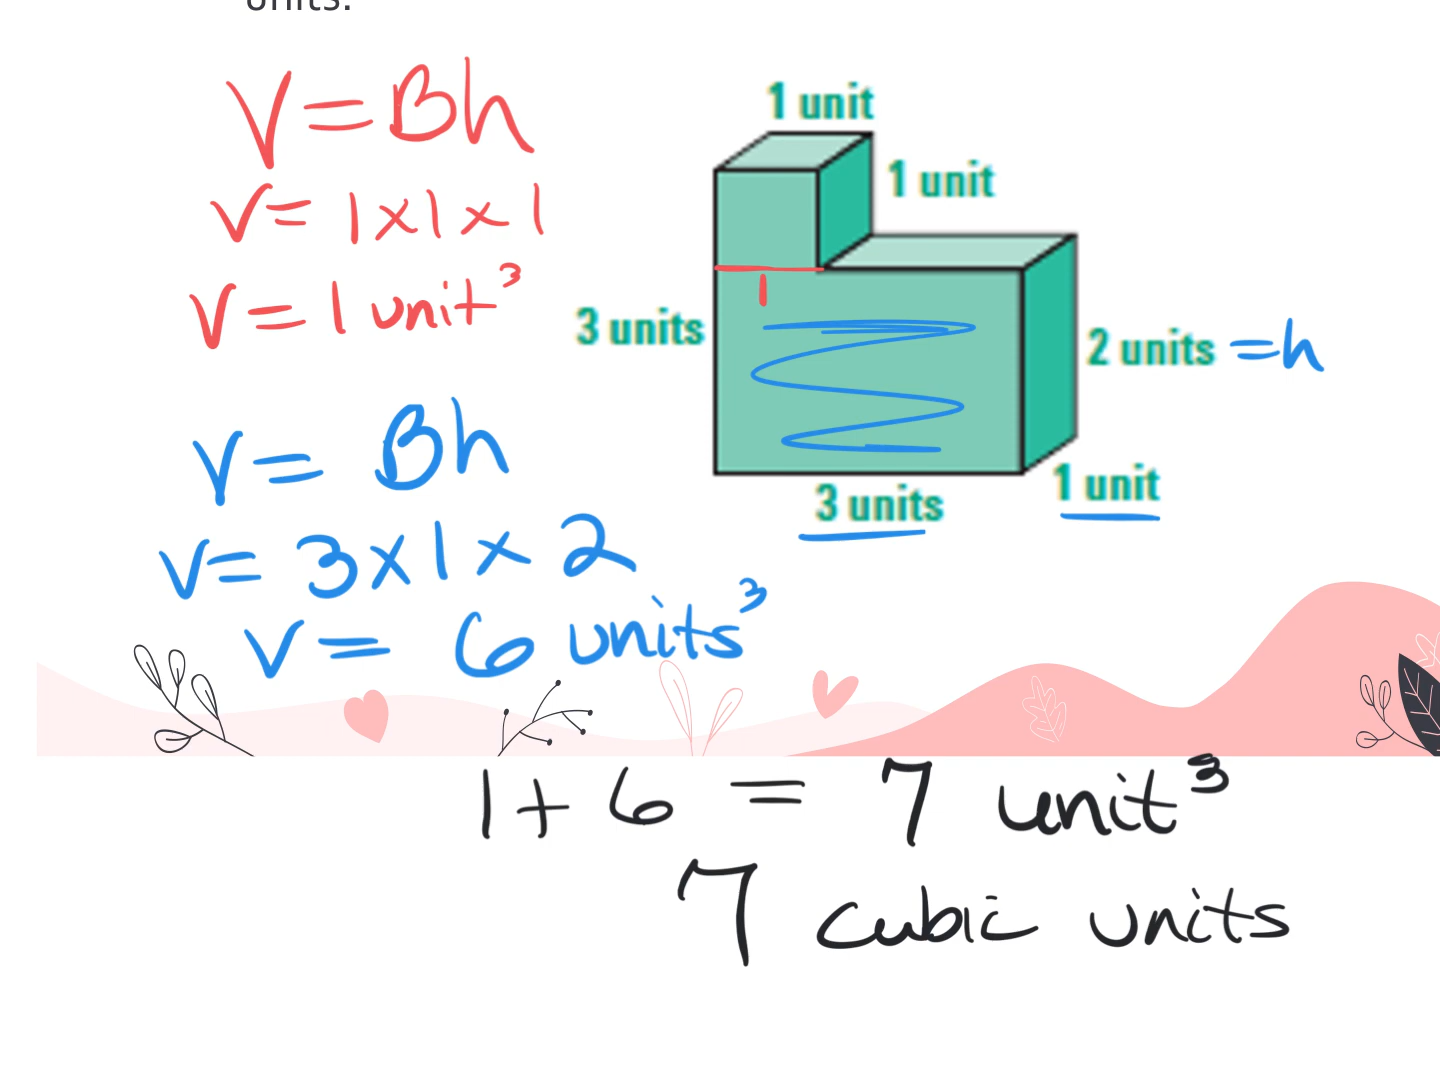 units.
V=Bh
V= 1x1x1
V= 1 unit³
1 unit
1 unit
3 units
1
2 units =h
3 units
1 unit
V= Bh
V= 3x1x2
V= 6 units³
1+6 = 7 unit³
7 cubic units